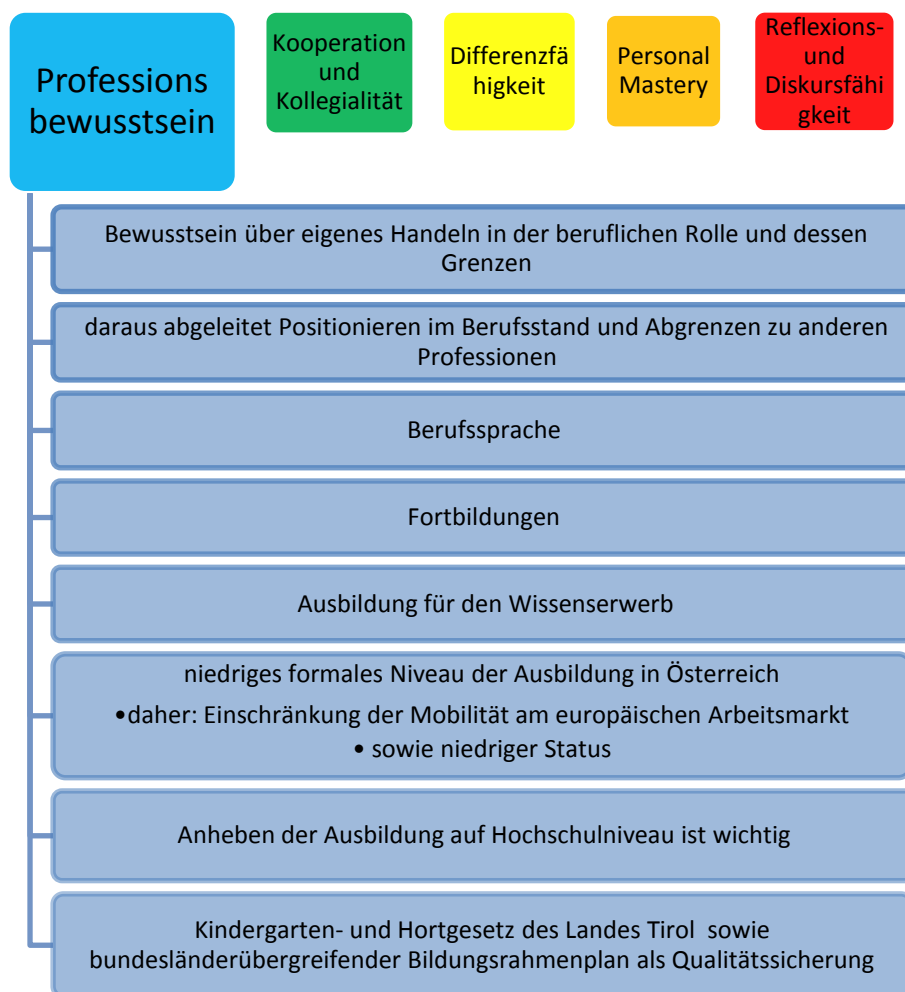 Professions
bewusstsein
Kooperation
und
Kollegialität
Differenzfä
higkeit
Personal
Mastery
Reflexions-
und
Diskursfähi
gkeit
Bewusstsein über eigenes Handeln in der beruflichen Rolle und dessen
Grenzen
daraus abgeleitet Positionieren im Berufsstand und Abgrenzen zu anderen
Professionen
Berufssprache
Fortbildungen
Ausbildung für den Wissenserwerb
niedriges formales Niveau der Ausbildung in Österreich
•daher: Einschränkung der Mobilität am europäischen Arbeitsmarkt
• sowie niedriger Status
Anheben der Ausbildung auf Hochschulniveau ist wichtig
Kindergarten- und Hortgesetz des Landes Tirol sowie
bundesländerübergreifender Bildungsrahmenplan als Qualitätssicherung